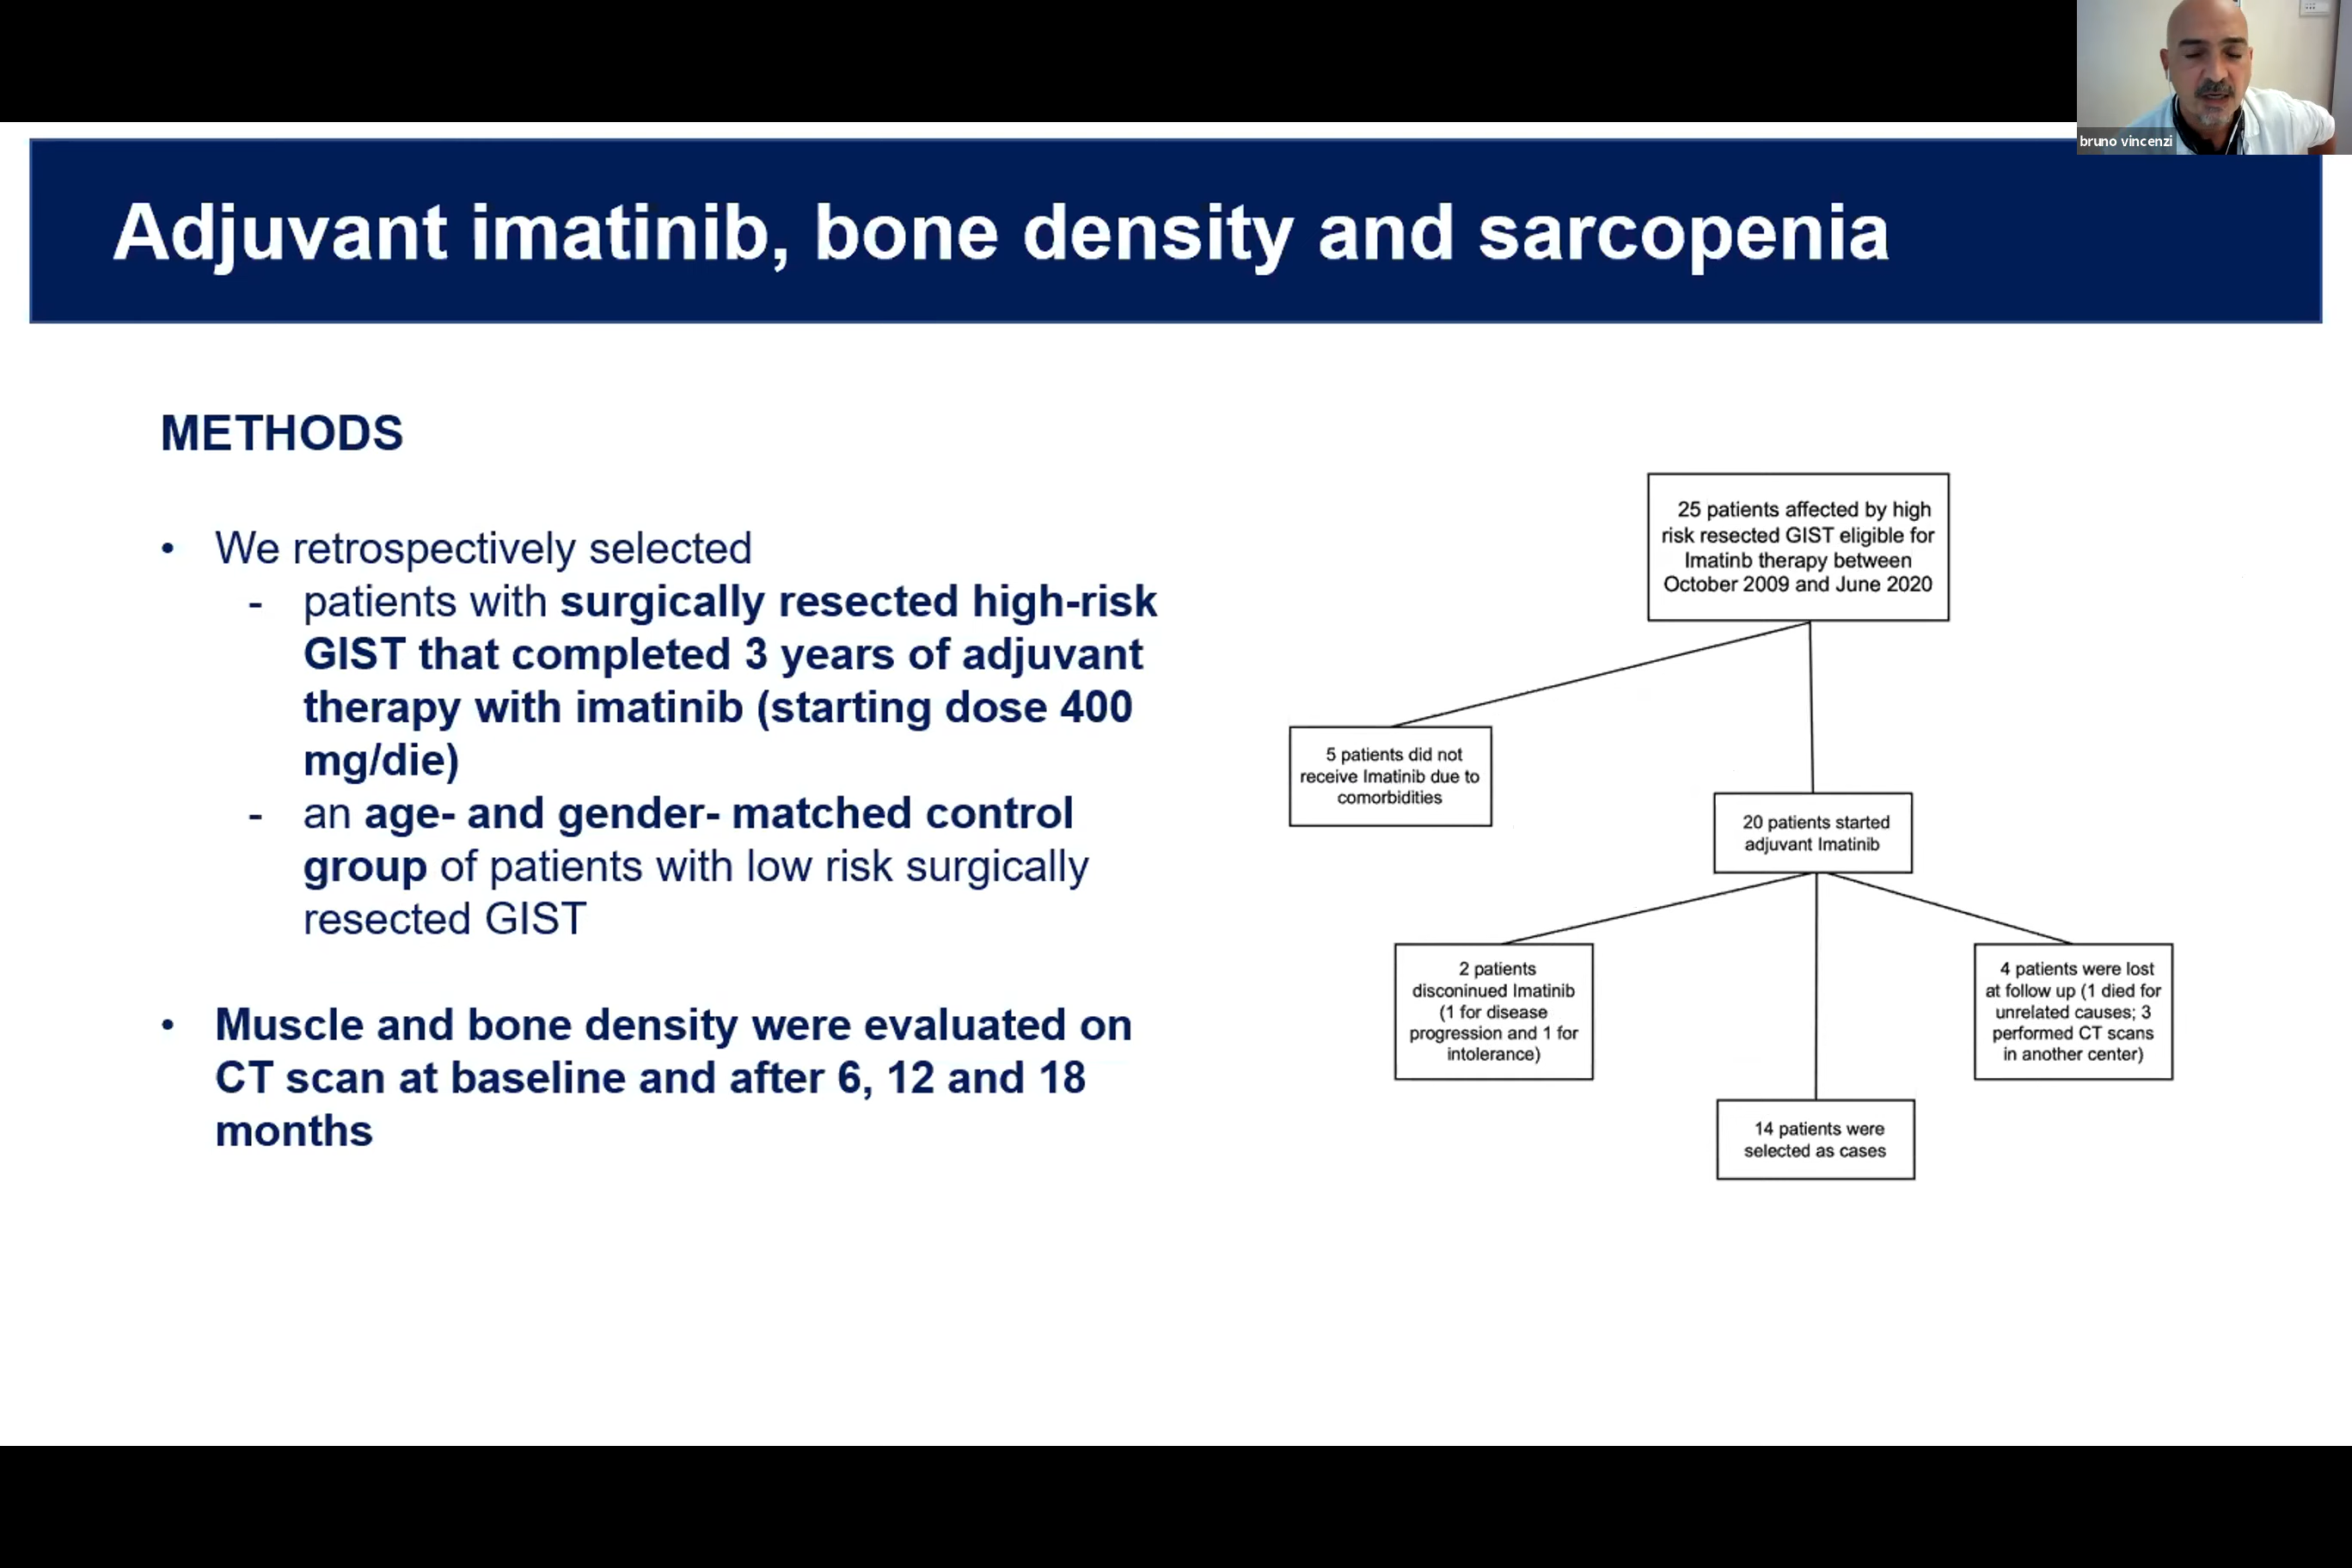 bruno vincenzi
Adjuvant imatinib, bone density and sarcopenia
METHODS
• We retrospectively selected
- patients with surgically resected high-risk
GIST that completed 3 years of adjuvant
therapy with imatinib (starting dose 400
mg/die)
- an age- and gender- matched control
group of patients with low risk surgically
resected GIST
• Muscle and bone density were evaluated on
CT scan at baseline and after 6, 12 and 18
months
25 patients affected by high
risk resected GIST eligible for
Imatinb therapy between
October 2009 and June 2020
5 patients did not
receive Imatinib due to
comorbidities
20 patients started
adjuvant Imatinib
2 patients
disconinued Imatinib
(1 for disease
progression and 1 for
intolerance)
4 patients were lost
at follow up (1 died for
unrelated causes; 3
performed CT scans
in another center)
14 patients were
selected as cases